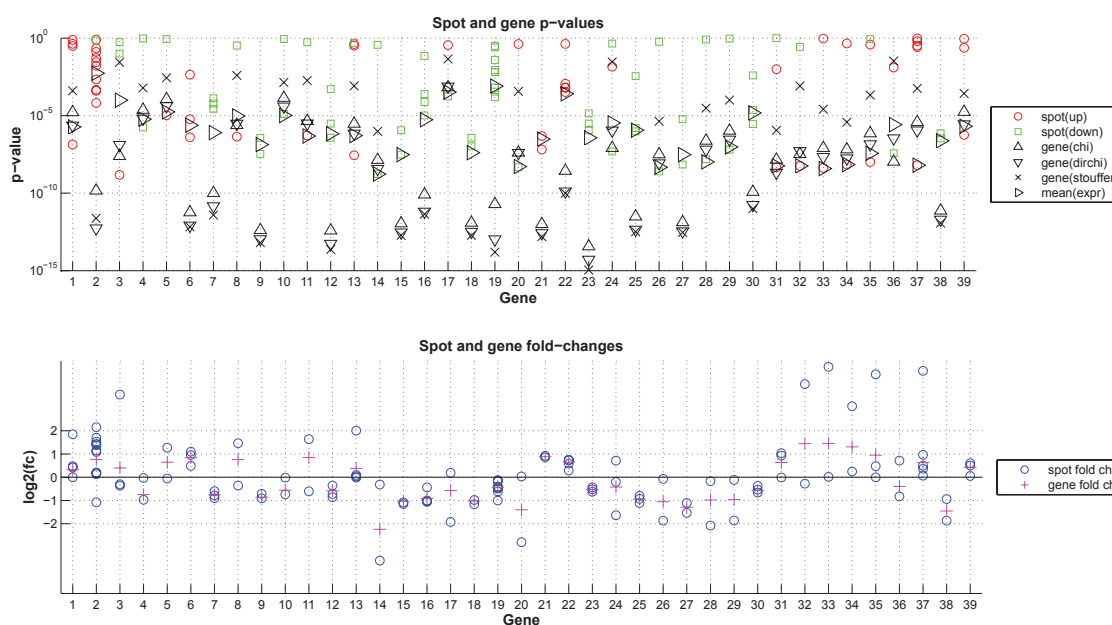 Spot and gene p-values
10^0
10^-5
10^-10
10^-15
p-value
1 2 3 4 5 6 7 8 9 10 11 12 13 14 15 16 17 18 19 20 21 22 23 24 25 26 27 28 29 30 31 32 33 34 35 36 37 38 39
Gene
spot(up)
spot(down)
gene(chi)
gene(dirchi)
gene(stouffer
mean(expr)
Spot and gene fold-changes
2
1
0
-1
-2
log2(fc)
1 2 3 4 5 6 7 8 9 10 11 12 13 14 15 16 17 18 19 20 21 22 23 24 25 26 27 28 29 30 31 32 33 34 35 36 37 38 39
Gene
spot fold ch
gene fold ch